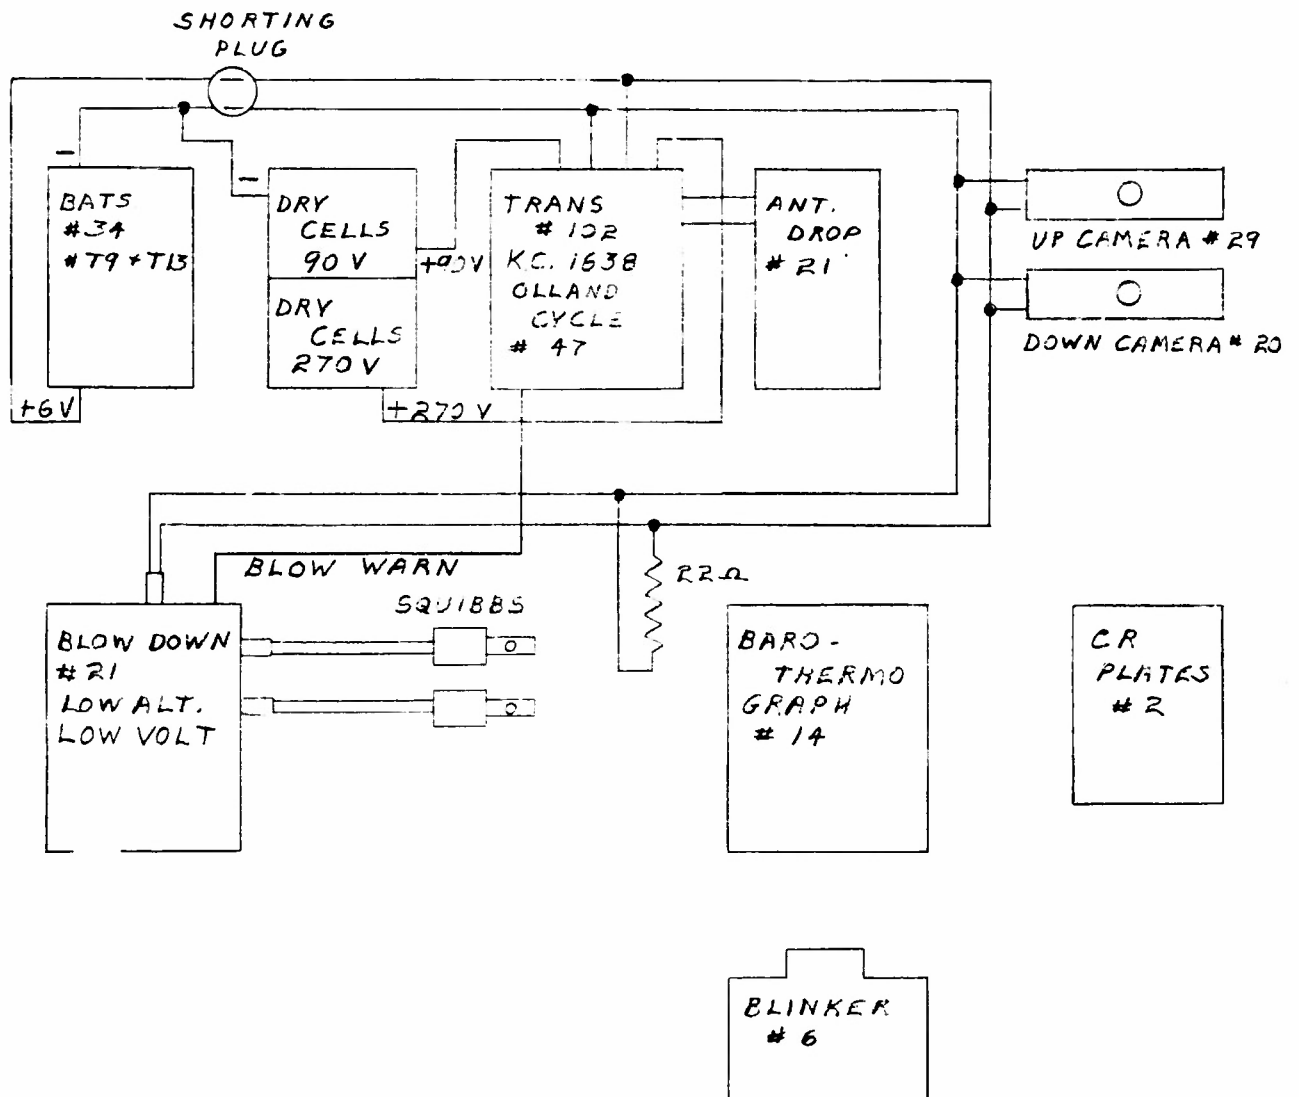 SHORTING
PLUG
BATS
#34
#T9 + T13
+6V
DRY
CELLS
90 V
DRY
CELLS
270 V
+90V
+270 V
TRANS
# 102
K.C. 1638
OLLAND
CYCLE
# 47
ANT.
DROP
# 21
UP CAMERA # 29
DOWN CAMERA # 20
BLOW WARN
SQUIBBS
22Ω
BLOW DOWN
# 21
LOW ALT.
LOW VOLT
BARO-
THERMO
GRAPH
# 14
CR
PLATES
# 2
BLINKER
# 6